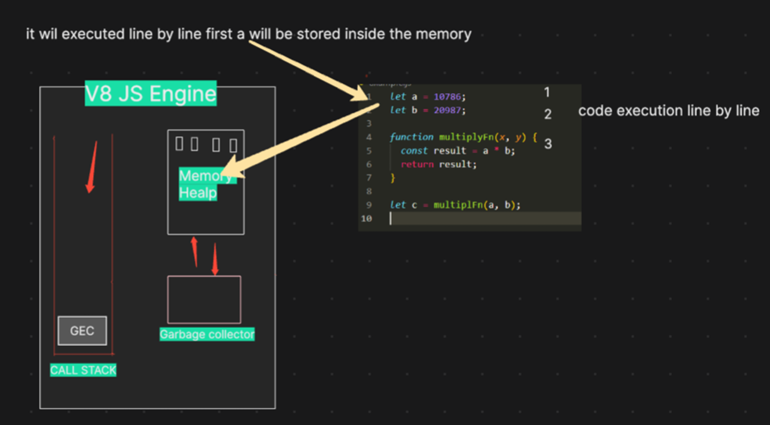 it wil executed line by line first a will be stored inside the memory
V8 JS Engine
Memory
Healp
GEC
CALL STACK
Garbage collector
1 let a = 10786;
let b = 20987;
3
4 function multiplyFn(x, y) {
5 const result = a * b;
6 return result;
7 }
8
9 let c = multiplFn(a, b);
10
1
2
3
code execution line by line